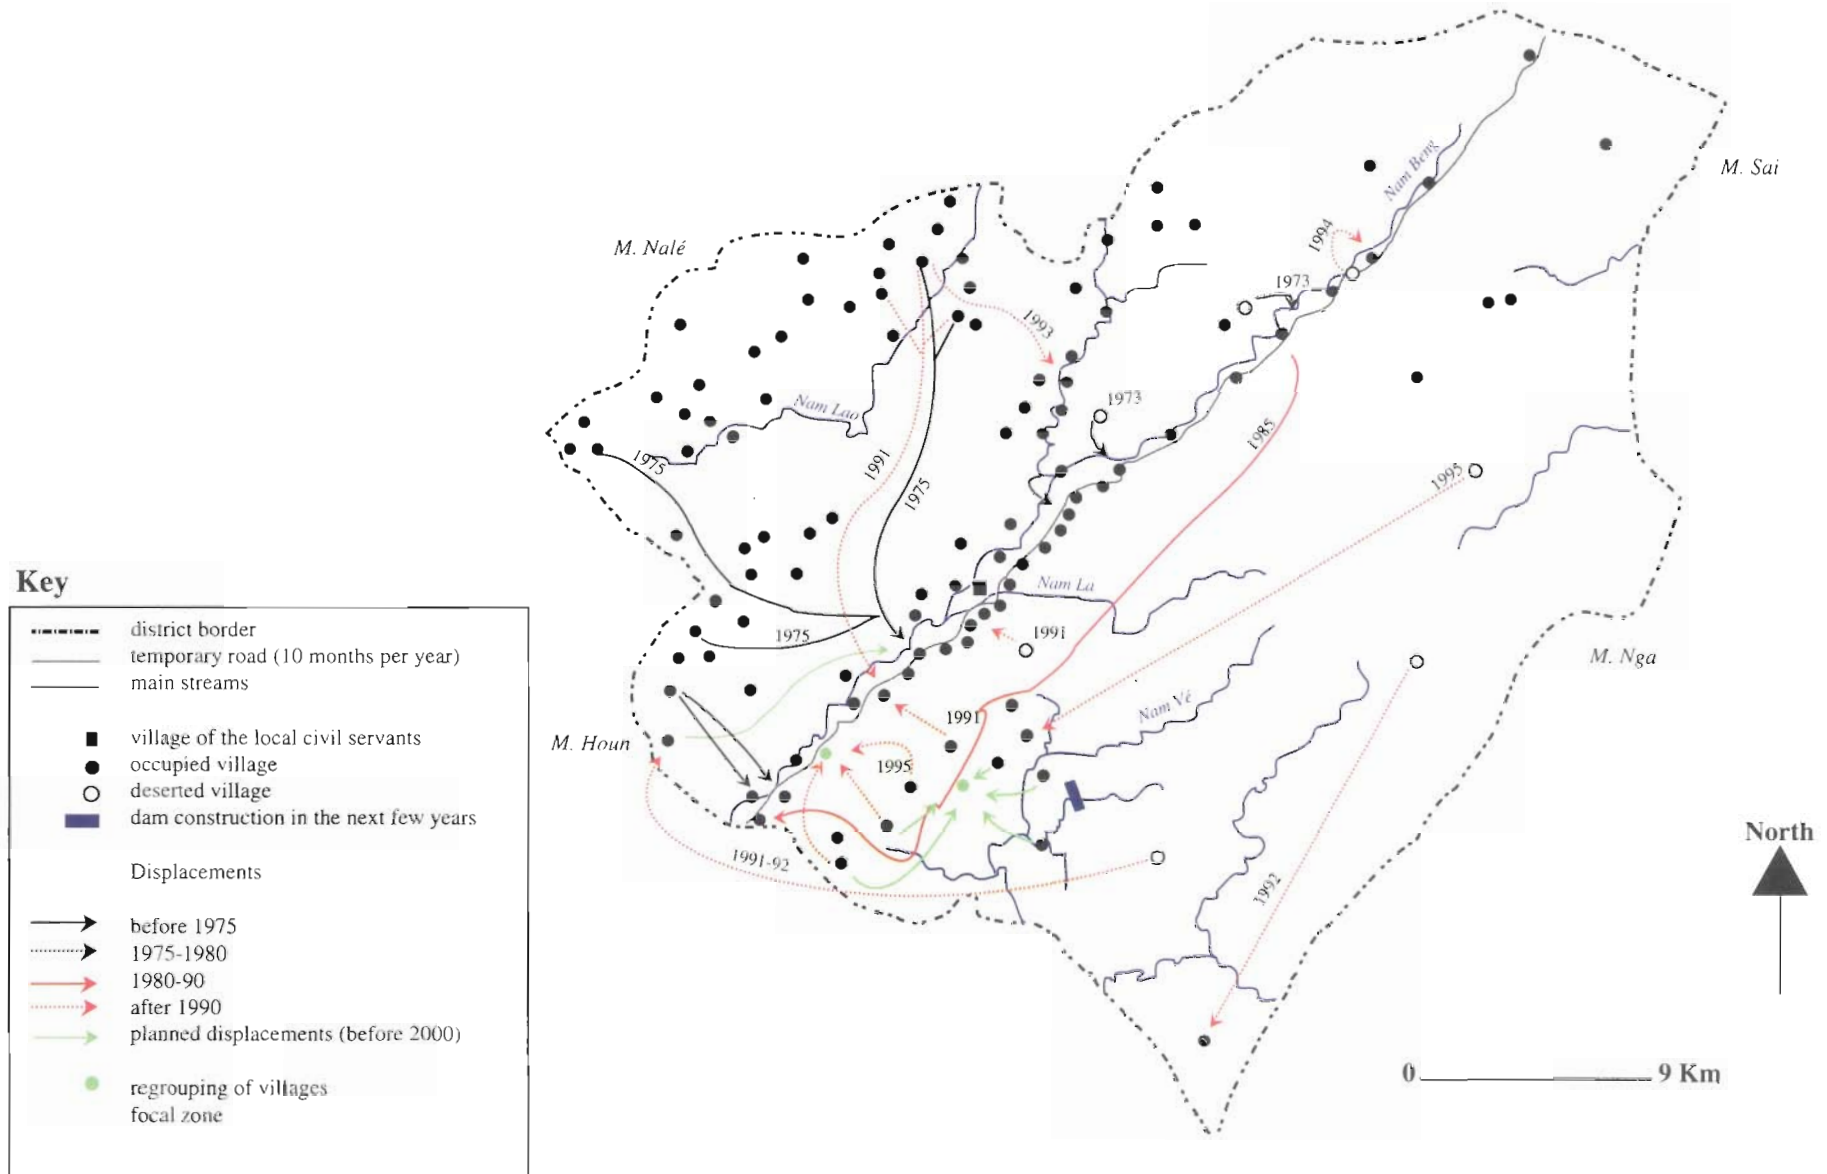 M. Sai
Nam Beng
1994
M. Nalé
1973
1993
Nam Lao
1973
1985
1975
1991
1975
1995
Key
district border
temporary road (10 months per year)
main streams
village of the local civil servants
occupied village
deserted village
dam construction in the next few years
Displacements
before 1975
1975-1980
1980-90
after 1990
planned displacements (before 2000)
regrouping of villages
focal zone
Nam La
1975
1991
M. Nga
Nam Vé
1991
M. Houn
1995
1991-92
1992
North
0
9 Km